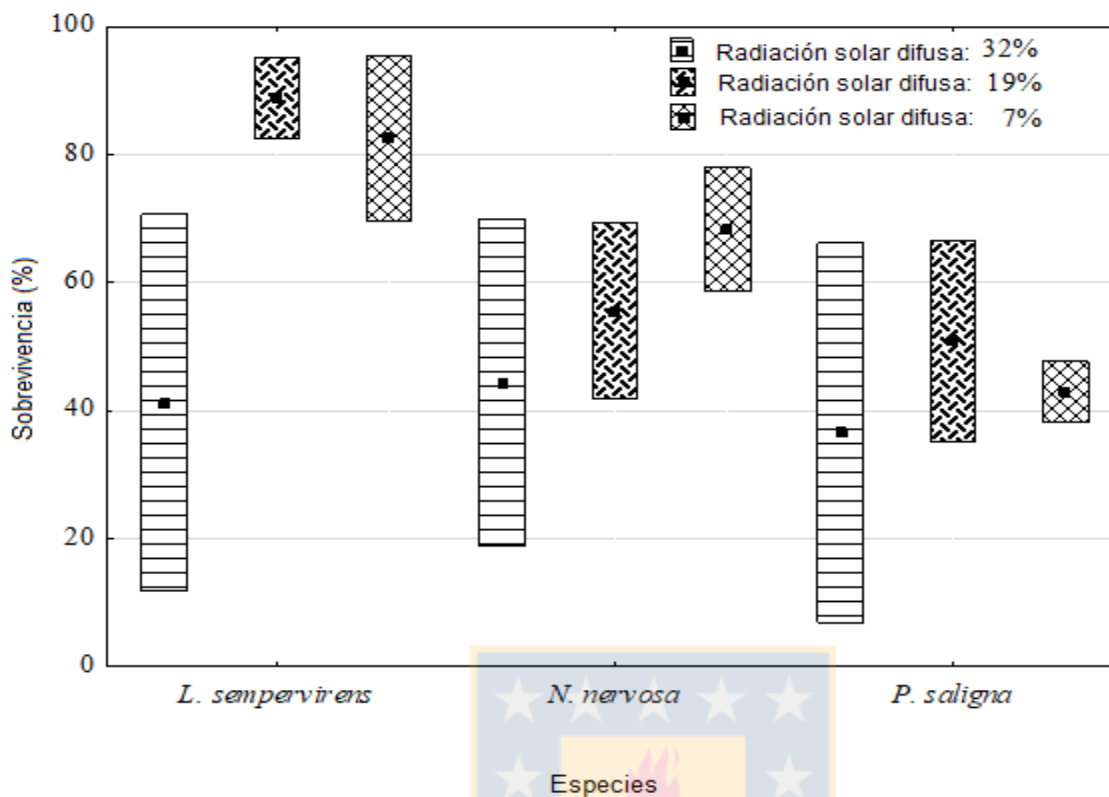 100
80
60
40
20
0
Sobrevivencia (%)
Radiación solar difusa: 32%
Radiación solar difusa: 19%
Radiación solar difusa: 7%
L. sempervirens N. nervosa P. saligna
Especies